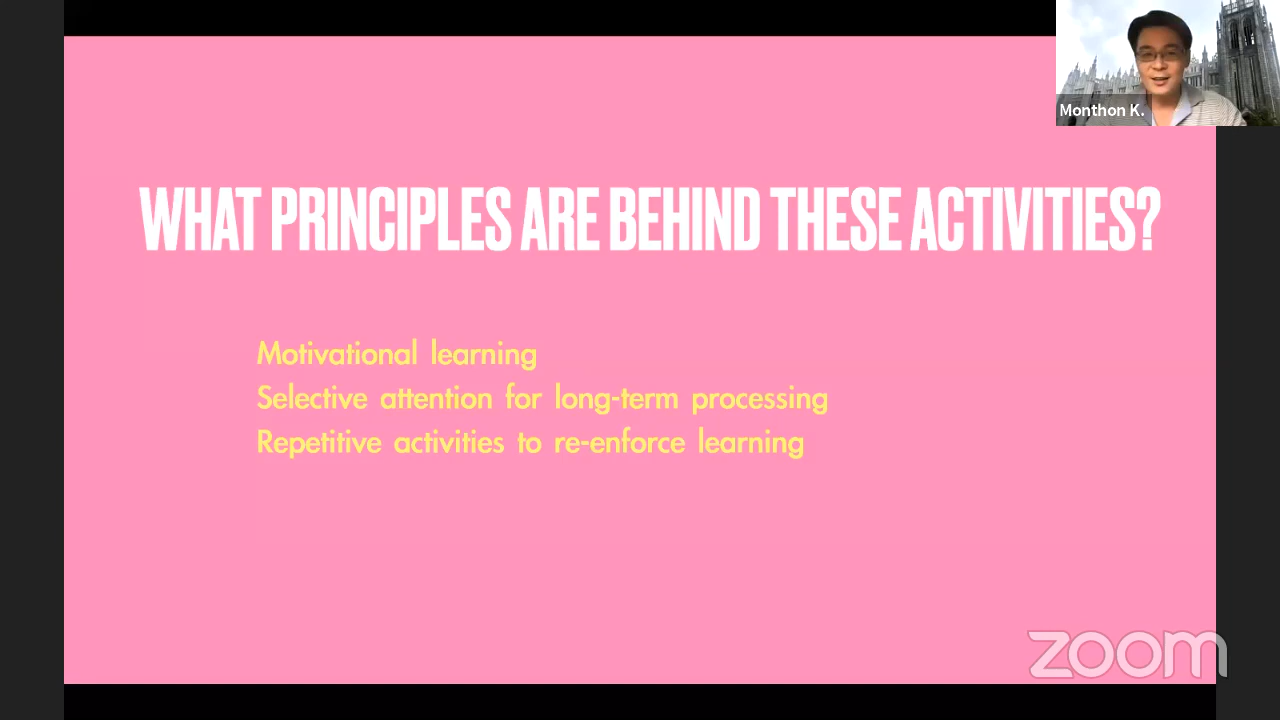 Monthon K.
WHAT PRINCIPLES ARE BEHIND THESE ACTIVITIES?
Motivational learning
Selective attention for long-term processing
Repetitive activities to re-enforce learning
zoom